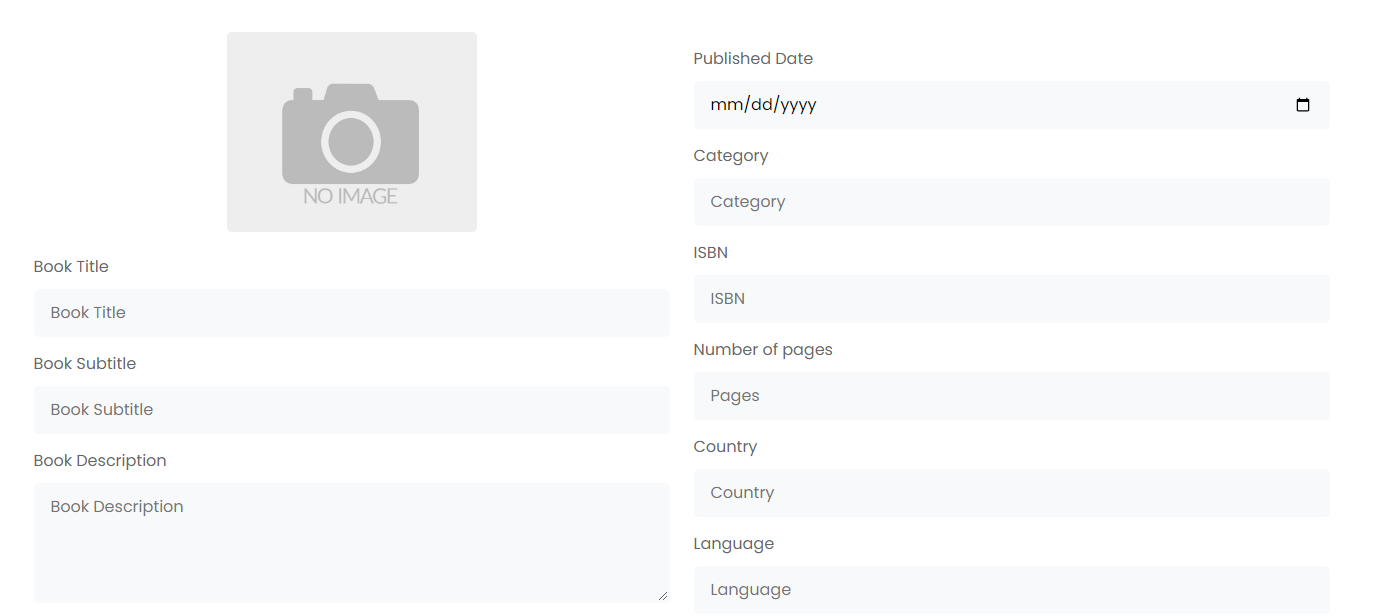 NO IMAGE
Book Title
Book Title
Book Subtitle
Book Subtitle
Book Description
Book Description
Published Date
mm/dd/yyyy
Category
Category
ISBN
ISBN
Number of pages
Pages
Country
Country
Language
Language